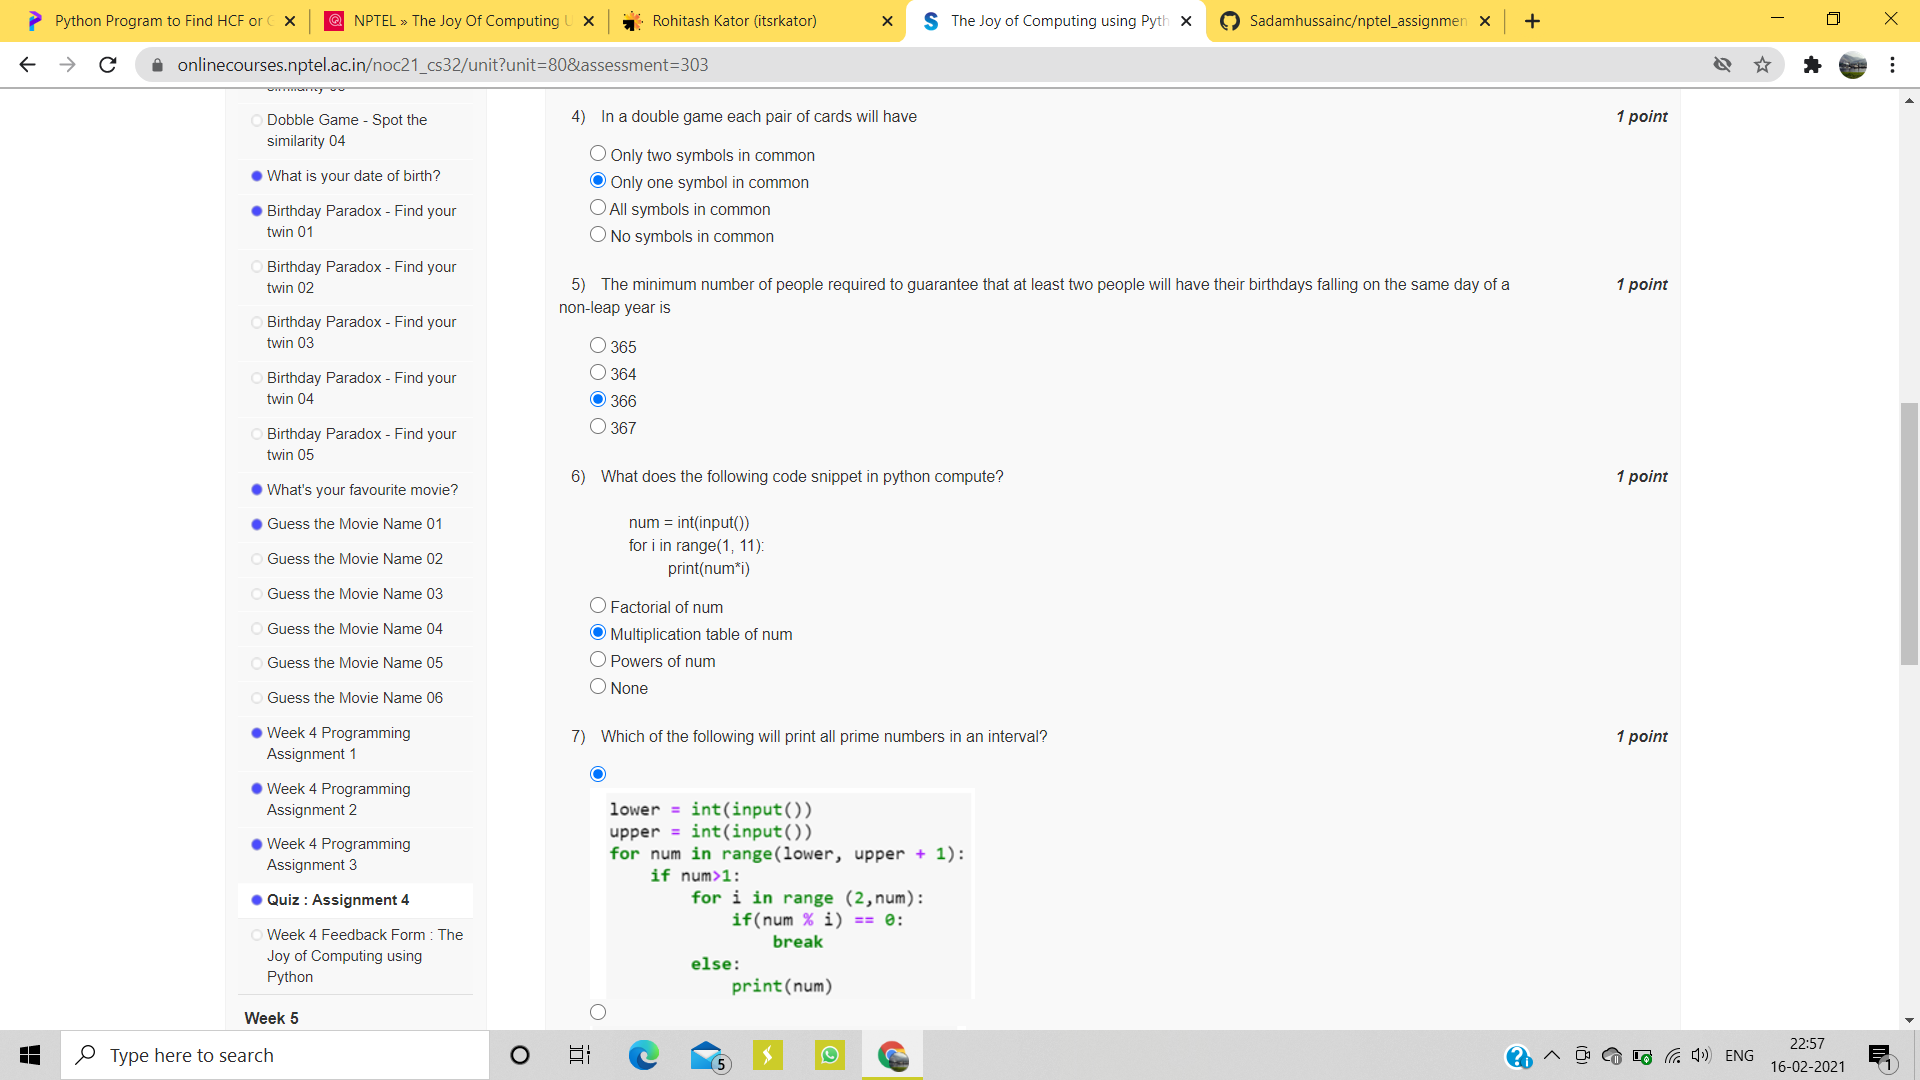 Python Program to Find HCF or
NPTEL » The Joy Of Computing U
Rohitash Kator (itsrkator)
The Joy of Computing using Pyth
Sadamhussainc/nptel_assignmen
onlinecourses.nptel.ac.in/noc21_cs32/unit?unit=80&assessment=303
Dobble Game - Spot the
similarity 04
What is your date of birth?
Birthday Paradox - Find your
twin 01
Birthday Paradox - Find your
twin 02
Birthday Paradox - Find your
twin 03
Birthday Paradox - Find your
twin 04
Birthday Paradox - Find your
twin 05
What's your favourite movie?
Guess the Movie Name 01
Guess the Movie Name 02
Guess the Movie Name 03
Guess the Movie Name 04
Guess the Movie Name 05
Guess the Movie Name 06
Week 4 Programming
Assignment 1
Week 4 Programming
Assignment 2
Week 4 Programming
Assignment 3
Quiz : Assignment 4
Week 4 Feedback Form : The
Joy of Computing using
Python
Week 5
4) In a double game each pair of cards will have 1 point
Only two symbols in common
Only one symbol in common
All symbols in common
No symbols in common
5) The minimum number of people required to guarantee that at least two people will have their birthdays falling on the same day of a 1 point
non-leap year is
365
364
366
367
6) What does the following code snippet in python compute? 1 point
num = int(input())
for i in range(1, 11):
print(num*i)
Factorial of num
Multiplication table of num
Powers of num
None
7) Which of the following will print all prime numbers in an interval? 1 point
lower = int(input())
upper = int(input())
for num in range(lower, upper + 1):
if num>1:
for i in range (2,num):
if(num % i) == 0:
break
else:
print(num)
Type here to search
5
ENG
22:57
16-02-2021
1